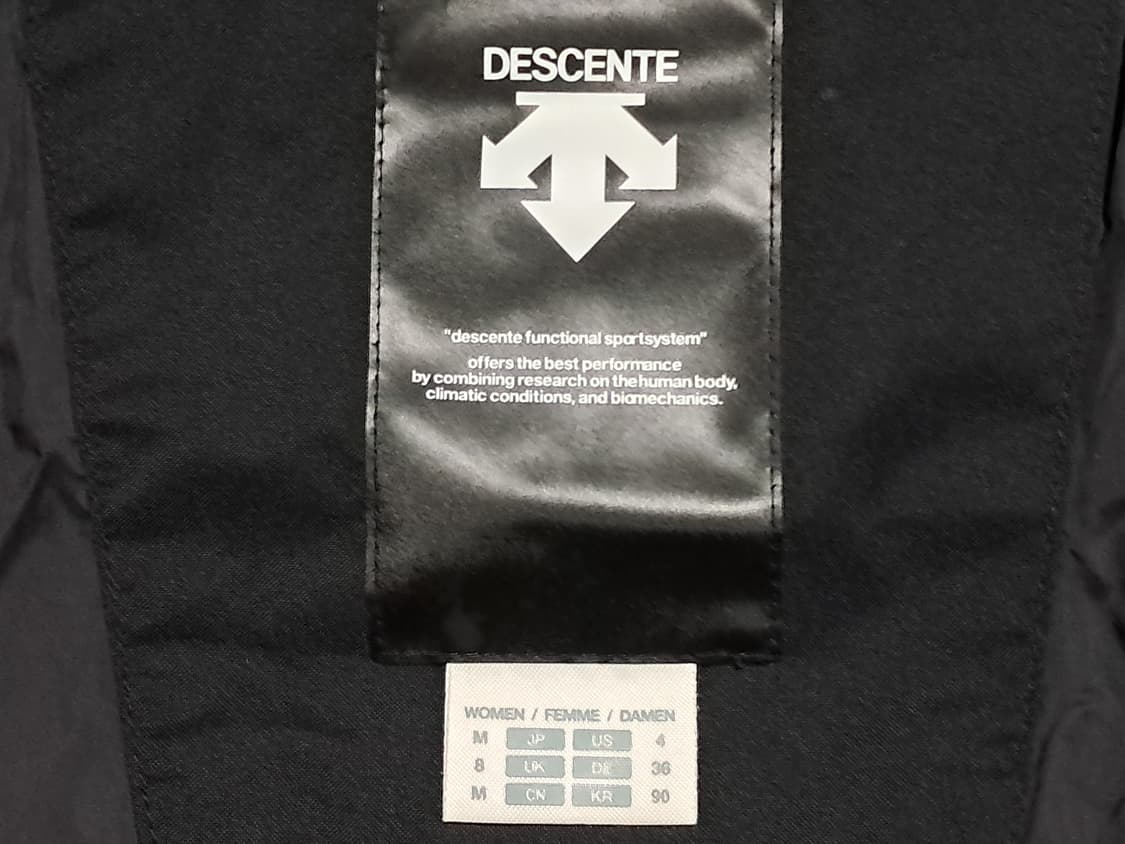 DESCENTE
"descente functional sportsystem"
offers the best performance
by combining research on the human body,
climatic conditions, and biomechanics.
WOMEN / FEMME / DAMEN
M JP US 4
8 UK DE 36
M CN KR 90